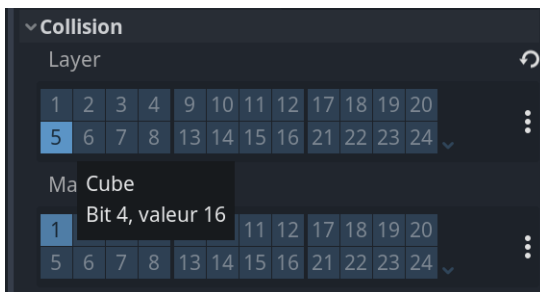 Collision
Layer
1 2 3 4 9 10 11 12 17 18 19 20
5 6 7 8 13 14 15 16 21 22 23 24
Ma
Cube
Bit 4, valeur 16
1 11 12 17 18 19 20
5 6 7 8 13 14 15 16 21 22 23 24